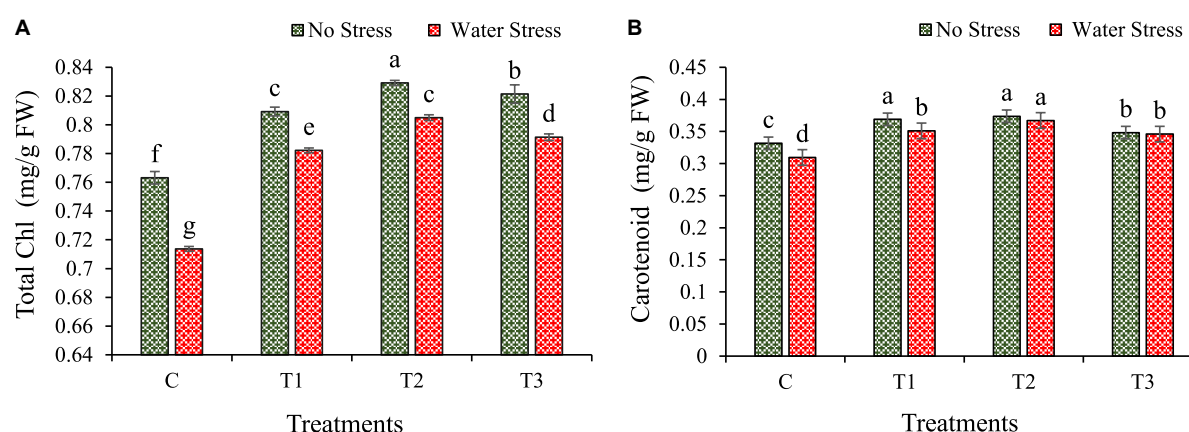 A
No Stress Water Stress
Total Chl (mg/g FW)
0.84
0.82
0.8
0.78
0.76
0.74
0.72
0.7
0.68
0.66
0.64
f
g
c
e
a
c
b
d
C T1 T2 T3
Treatments
B
No Stress Water Stress
Carotenoid (mg/g FW)
0.45
0.4
0.35
0.3
0.25
0.2
0.15
0.1
0.05
0
c
d
a
b
a
a
b
b
C T1 T2 T3
Treatments